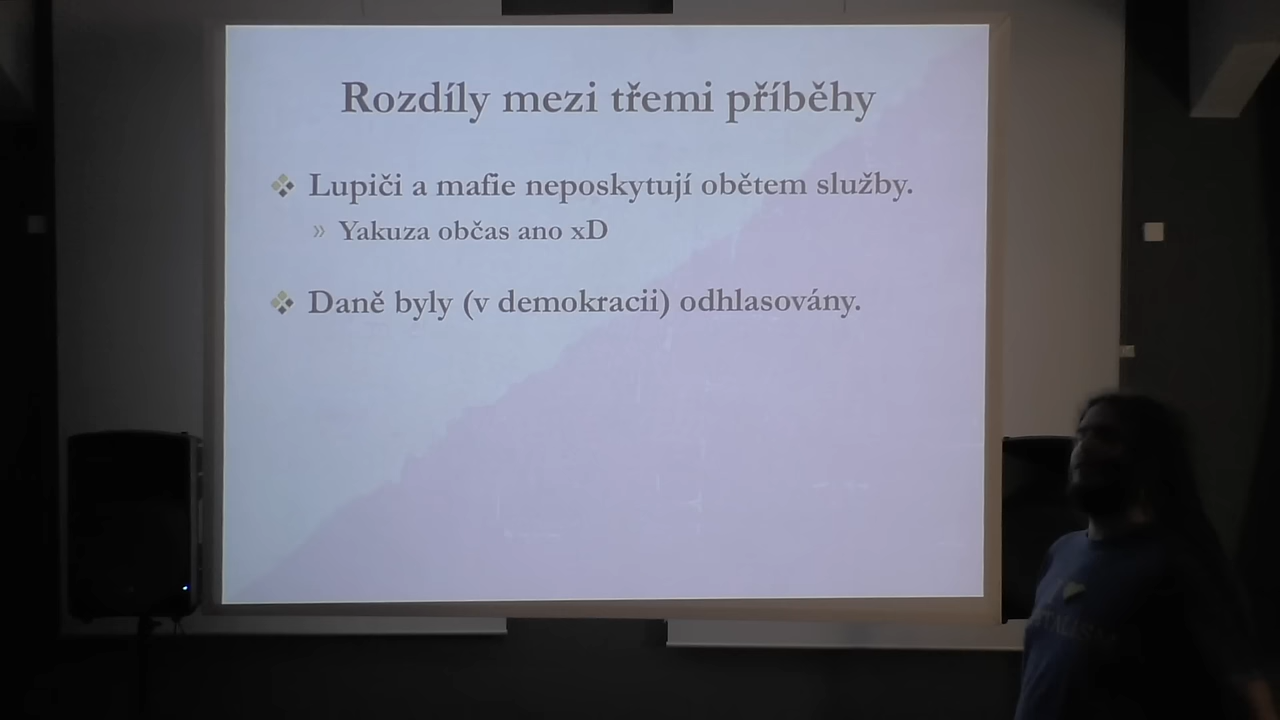 Rozdíly mezi třemi příběhy
Lupiči a mafie neposkytují obětem služby.
Yakuza občas ano xD
Daně byly (v demokracii) odhlasovány.